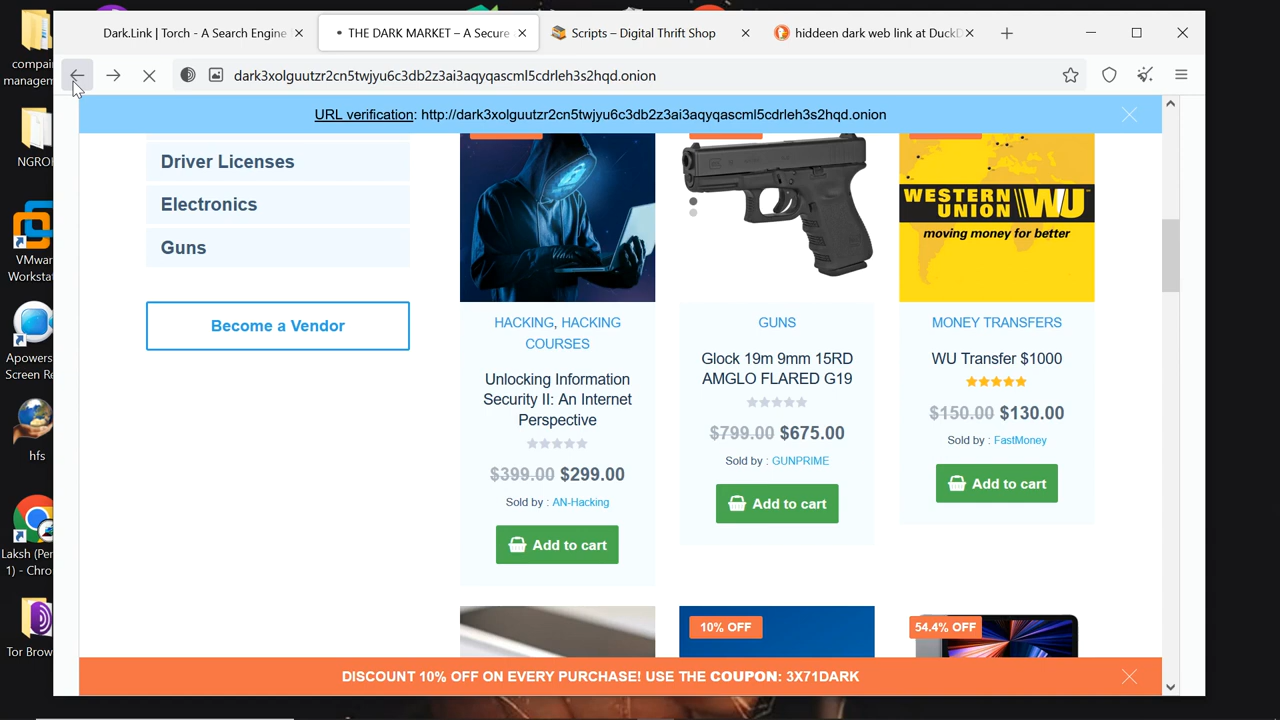 Dark.Link | Torch - A Search Engine
THE DARK MARKET – A Secure
Scripts – Digital Thrift Shop
hiddeen dark web link at DuckD
dark3xolguutzr2cn5twjyu6c3db2z3ai3aqyqascml5cdrleh3s2hqd.onion
URL verification: http://dark3xolguutzr2cn5twjyu6c3db2z3ai3aqyqascml5cdrleh3s2hqd.onion
compain
managem
NGROK
VMwar
Workstat
Apowers
Screen Re
hfs
Laksh (Per
1) - Chro
Tor Brow
Driver Licenses
Electronics
Guns
Become a Vendor
HACKING, HACKING
COURSES
Unlocking Information
Security II: An Internet
Perspective
$399.00 $299.00
Sold by : AN-Hacking
Add to cart
GUNS
Glock 19m 9mm 15RD
AMGLO FLARED G19
$799.00 $675.00
Sold by : GUNPRIME
Add to cart
WESTERN
UNION WU
moving money for better
MONEY TRANSFERS
WU Transfer $1000
$150.00 $130.00
Sold by : FastMoney
Add to cart
10% OFF
54.4% OFF
DISCOUNT 10% OFF ON EVERY PURCHASE! USE THE COUPON: 3X71DARK